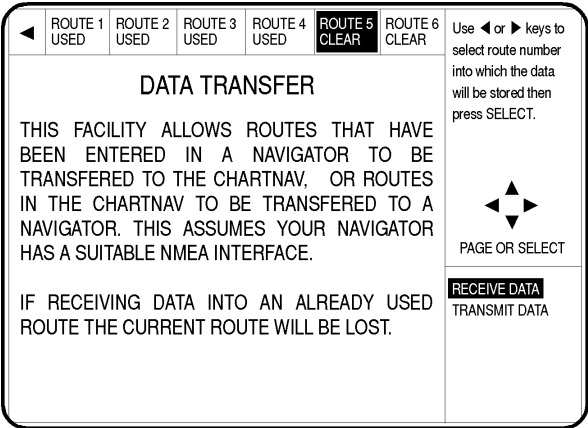 ◀ ROUTE 1 ROUTE 2 ROUTE 3 ROUTE 4 ROUTE 5 ROUTE 6
USED USED USED USED CLEAR CLEAR
DATA TRANSFER
THIS FACILITY ALLOWS ROUTES THAT HAVE
BEEN ENTERED IN A NAVIGATOR TO BE
TRANSFERED TO THE CHARTNAV, OR ROUTES
IN THE CHARTNAV TO BE TRANSFERED TO A
NAVIGATOR. THIS ASSUMES YOUR NAVIGATOR
HAS A SUITABLE NMEA INTERFACE.
IF RECEIVING DATA INTO AN ALREADY USED
ROUTE THE CURRENT ROUTE WILL BE LOST.
Use ◀ or ▶ keys to
select route number
into which the data
will be stored then
press SELECT.
PAGE OR SELECT
RECEIVE DATA
TRANSMIT DATA